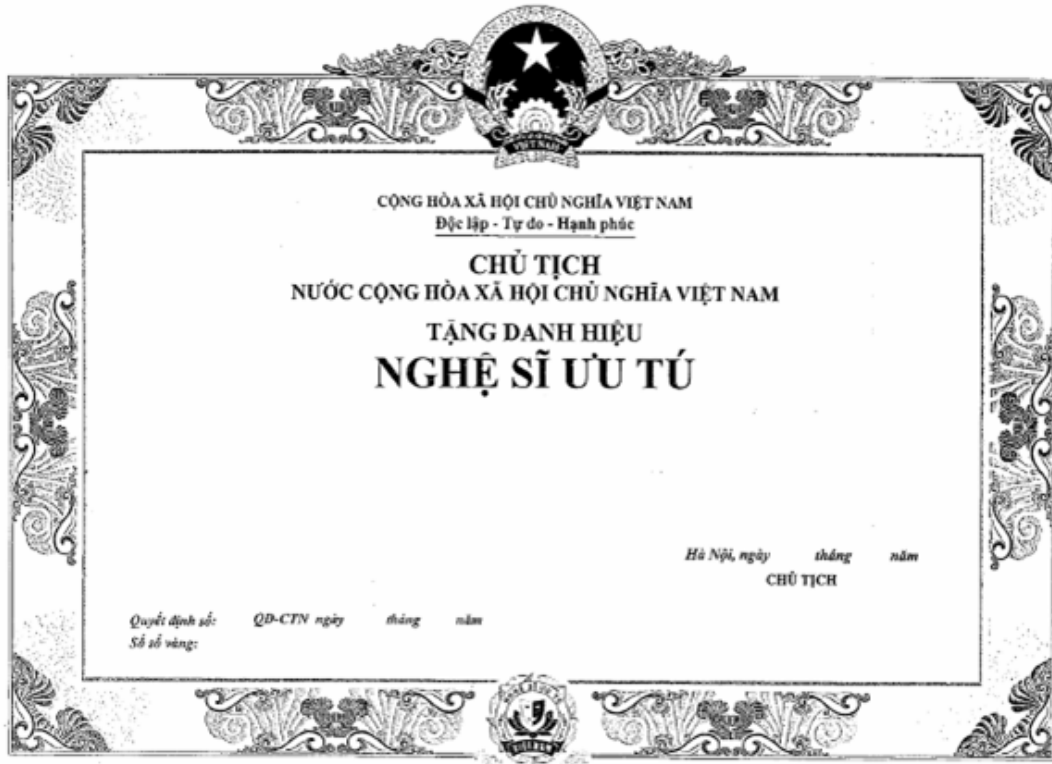 VIỆT NAM
CỘNG HÒA XÃ HỘI CHỦ NGHĨA VIỆT NAM
Độc lập - Tự do - Hạnh phúc
CHỦ TỊCH
NƯỚC CỘNG HÒA XÃ HỘI CHỦ NGHĨA VIỆT NAM
TẶNG DANH HIỆU
NGHỆ SĨ ƯU TÚ
Hà Nội, ngày tháng năm
CHỦ TỊCH
Quyết định số: QĐ-CTN ngày tháng năm
Số sổ vàng: